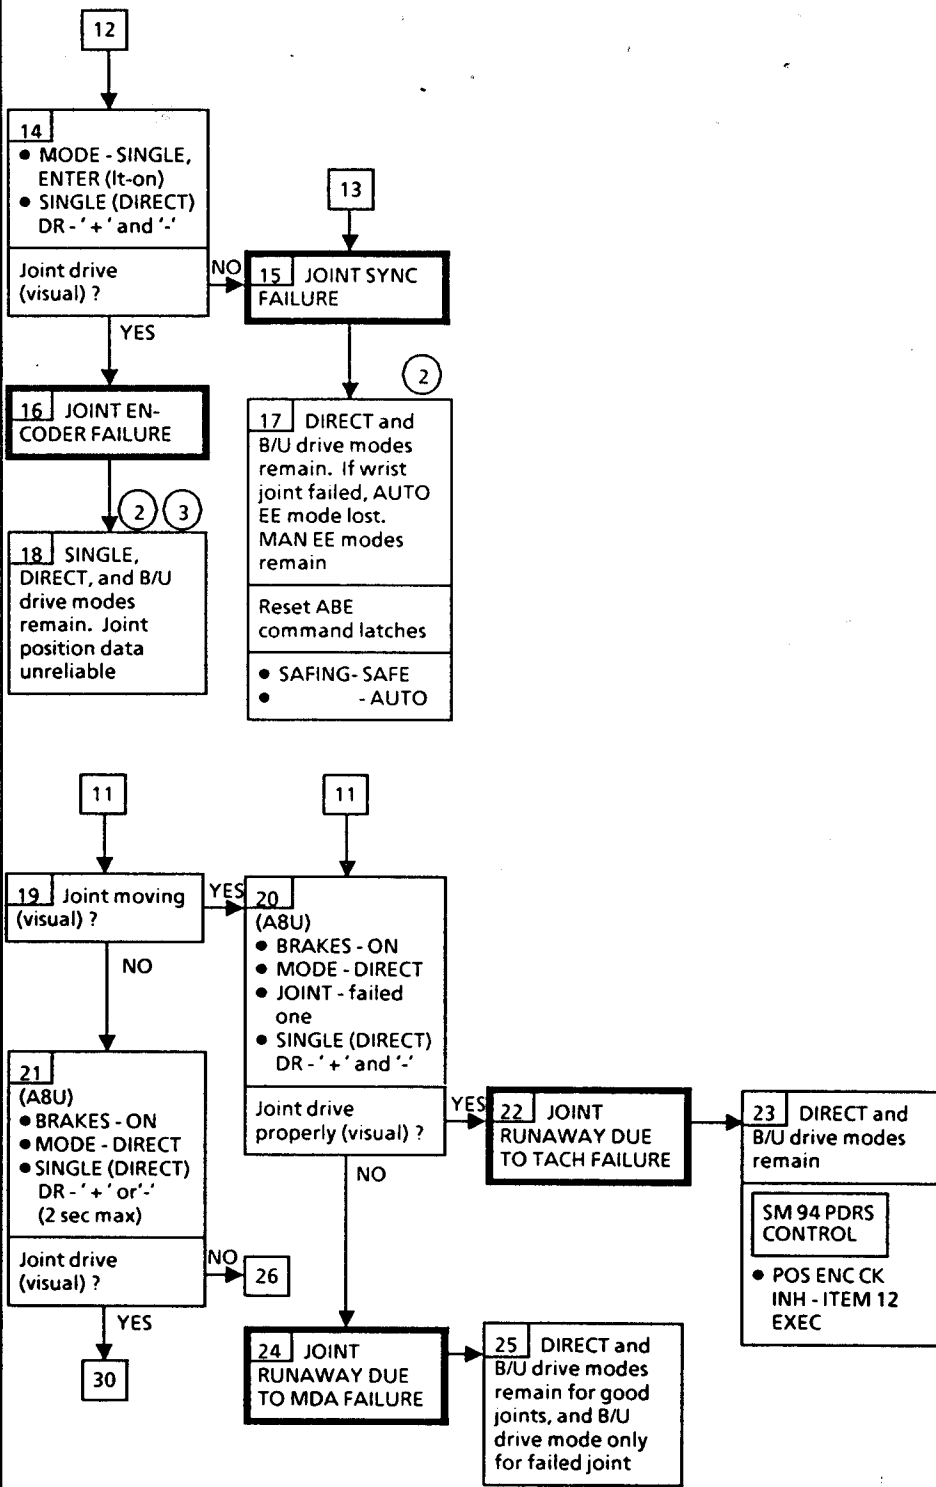 12
14
• MODE - SINGLE,
ENTER (lt-on)
• SINGLE (DIRECT)
DR - ' + ' and '-'
Joint drive
(visual) ?
NO
YES
13
15 JOINT SYNC
FAILURE
16 JOINT EN-
CODER FAILURE
2
17 DIRECT and
B/U drive modes
remain. If wrist
joint failed, AUTO
EE mode lost.
MAN EE modes
remain
Reset ABE
command latches
• SAFING- SAFE
• - AUTO
2 3
18 SINGLE,
DIRECT, and B/U
drive modes
remain. Joint
position data
unreliable
11
19 Joint moving
(visual) ?
YES
NO
11
20
(A8U)
• BRAKES - ON
• MODE - DIRECT
• JOINT - failed
one
• SINGLE (DIRECT)
DR - ' + ' and '-'
Joint drive
properly (visual) ?
YES
NO
21
(A8U)
• BRAKES - ON
• MODE - DIRECT
• SINGLE (DIRECT)
DR - ' + ' or '-'
(2 sec max)
Joint drive
(visual) ?
NO
26
YES
30
22 JOINT
RUNAWAY DUE
TO TACH FAILURE
23 DIRECT and
B/U drive modes
remain
SM 94 PDRS
CONTROL
• POS ENC CK
INH - ITEM 12
EXEC
24 JOINT
RUNAWAY DUE
TO MDA FAILURE
25 DIRECT and
B/U drive modes
remain for good
joints, and B/U
drive mode only
for failed joint